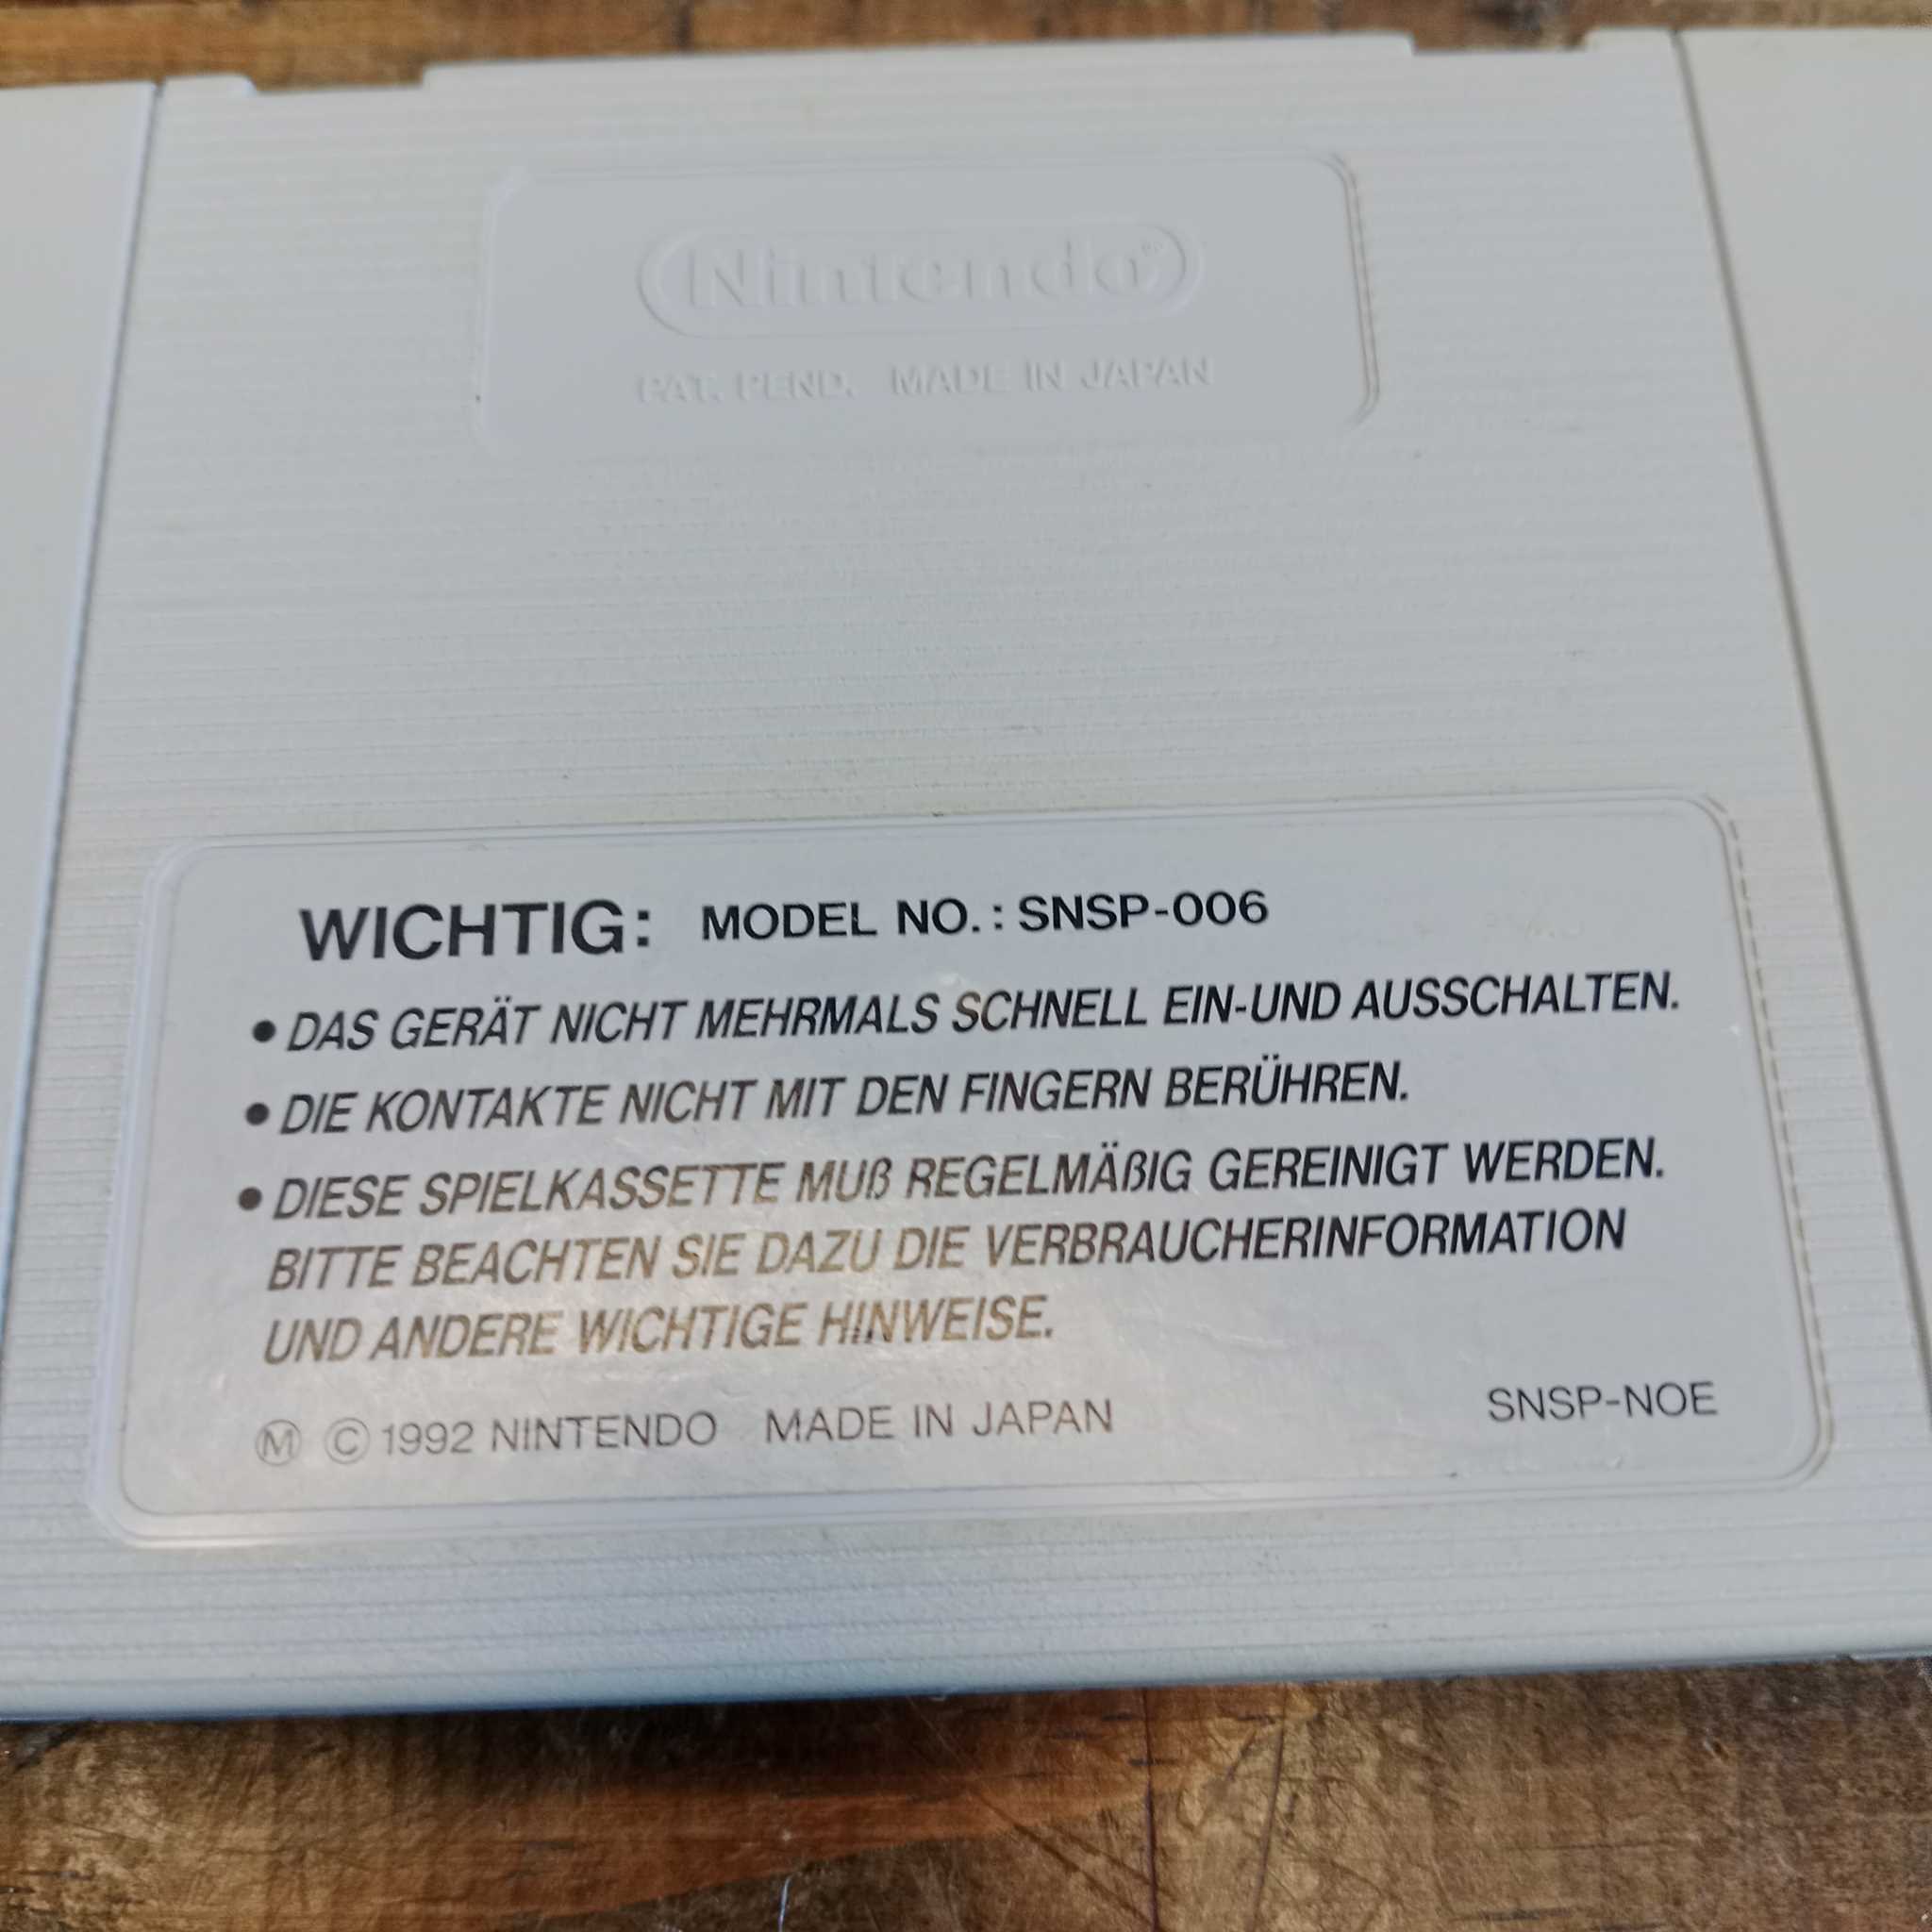 Nintendo®
PAT. PEND. MADE IN JAPAN
WICHTIG: MODEL NO.: SNSP-006
• DAS GERÄT NICHT MEHRMALS SCHNELL EIN-UND AUSSCHALTEN.
• DIE KONTAKTE NICHT MIT DEN FINGERN BERÜHREN.
• DIESE SPIELKASSETTE MUß REGELMÄßIG GEREINIGT WERDEN.
BITTE BEACHTEN SIE DAZU DIE VERBRAUCHERINFORMATION
UND ANDERE WICHTIGE HINWEISE.
Ⓜ © 1992 NINTENDO MADE IN JAPAN
SNSP-NOE